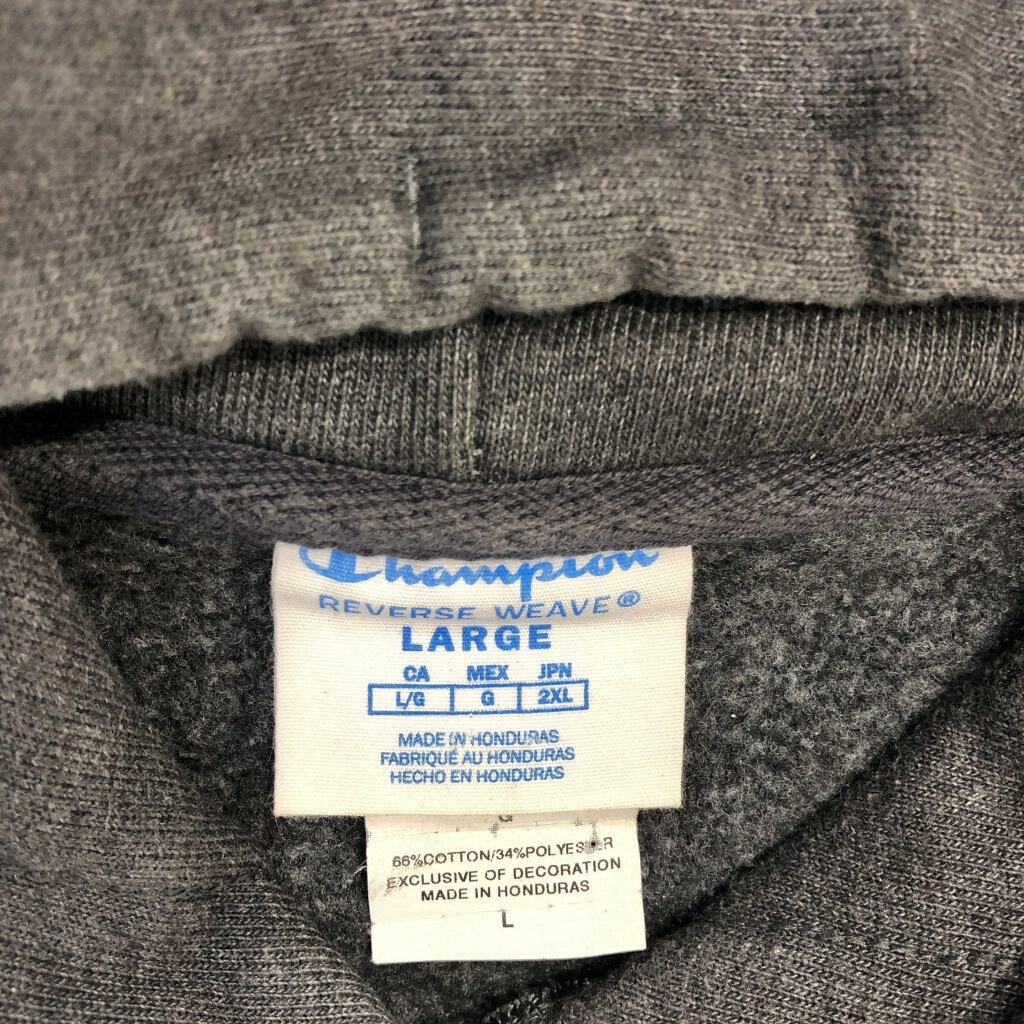 Champion
REVERSE WEAVE®
LARGE
CA MEX JPN
L/G G 2XL
MADE IN HONDURAS
FABRIQUÉ AU HONDURAS
HECHO EN HONDURAS
G
66%COTTON/34%POLYESTER
EXCLUSIVE OF DECORATION
MADE IN HONDURAS
L